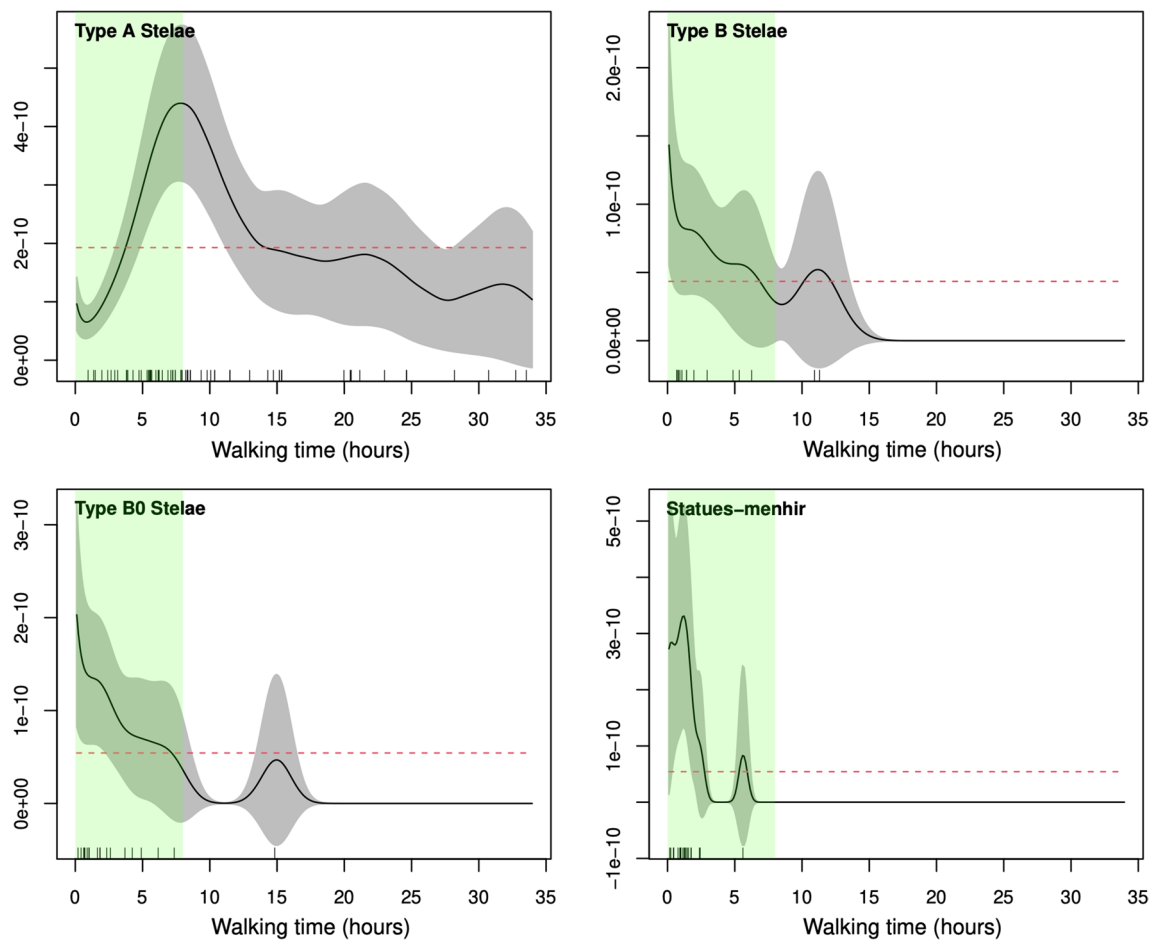 Type A Stelae
0e+00
2e-10
4e-10
0 5 10 15 20 25 30 35
Walking time (hours)
Type B Stelae
0.0e+00
1.0e-10
2.0e-10
0 5 10 15 20 25 30 35
Walking time (hours)
Type B0 Stelae
0e+00
1e-10
2e-10
3e-10
0 5 10 15 20 25 30 35
Walking time (hours)
Statues–menhir
−1e-10
1e-10
3e-10
5e-10
0 5 10 15 20 25 30 35
Walking time (hours)